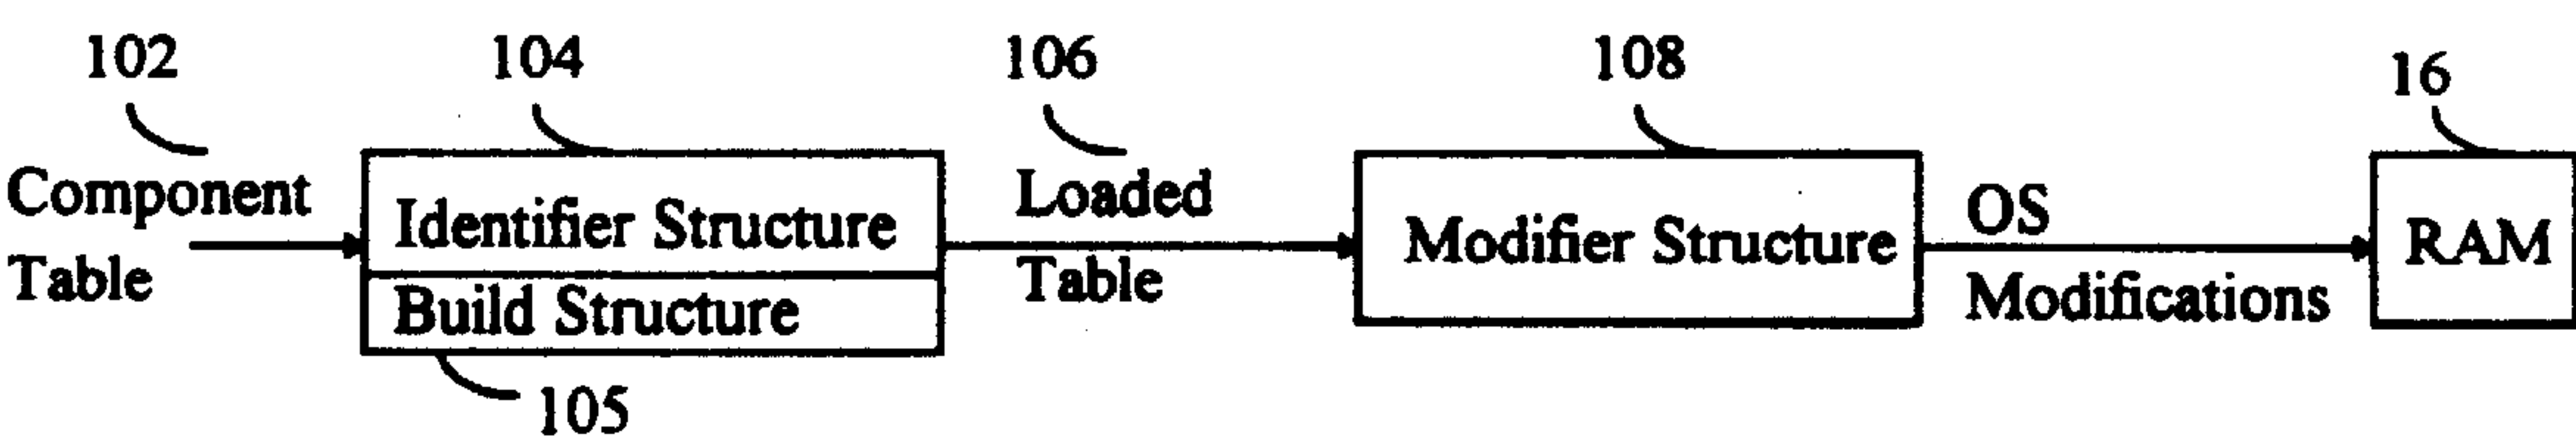 102
104
106
108
16
Component
Table
Identifier Structure
Build Structure
105
Loaded
Table
Modifier Structure
OS
Modifications
RAM